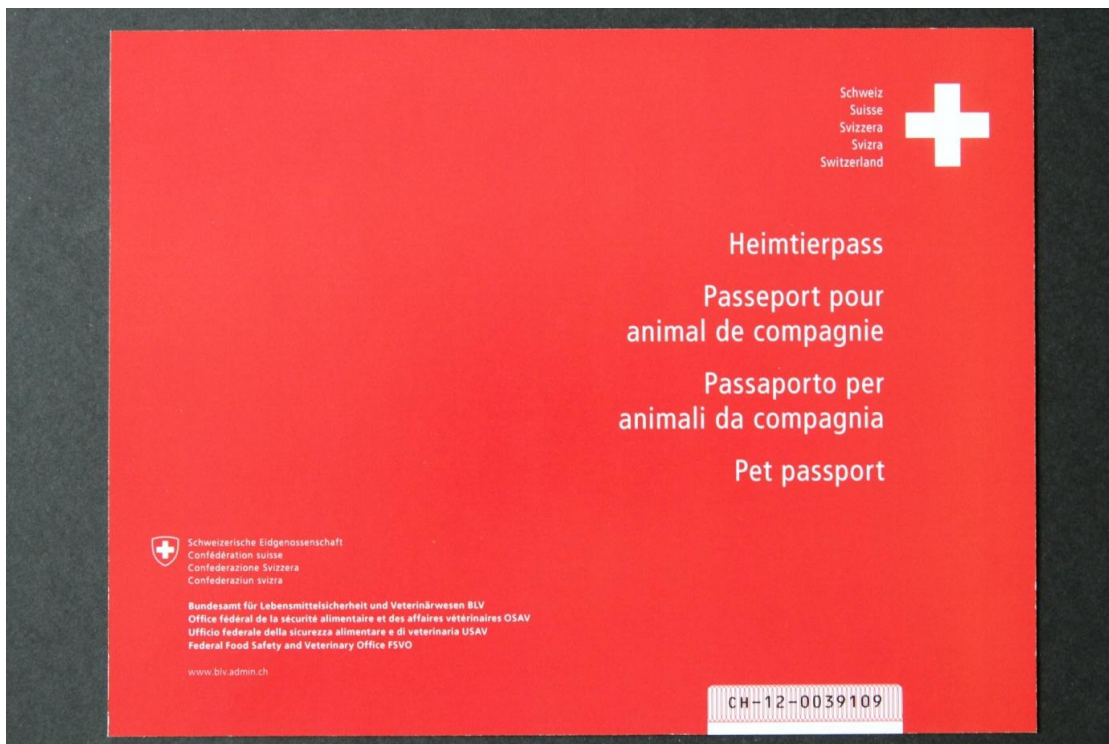 Schweiz
Suisse
Svizzera
Svizra
Switzerland
Heimtierpass
Passeport pour
animal de compagnie
Passaporto per
animali da compagnia
Pet passport
Schweizerische Eidgenossenschaft
Confédération suisse
Confederazione Svizzera
Confederaziun svizra
Bundesamt für Lebensmittelsicherheit und Veterinärwesen BLV
Office fédéral de la sécurité alimentaire et des affaires vétérinaires OSAV
Ufficio federale della sicurezza alimentare e di veterinaria USAV
Federal Food Safety and Veterinary Office FSVO
www.blv.admin.ch
CH-12-0039109